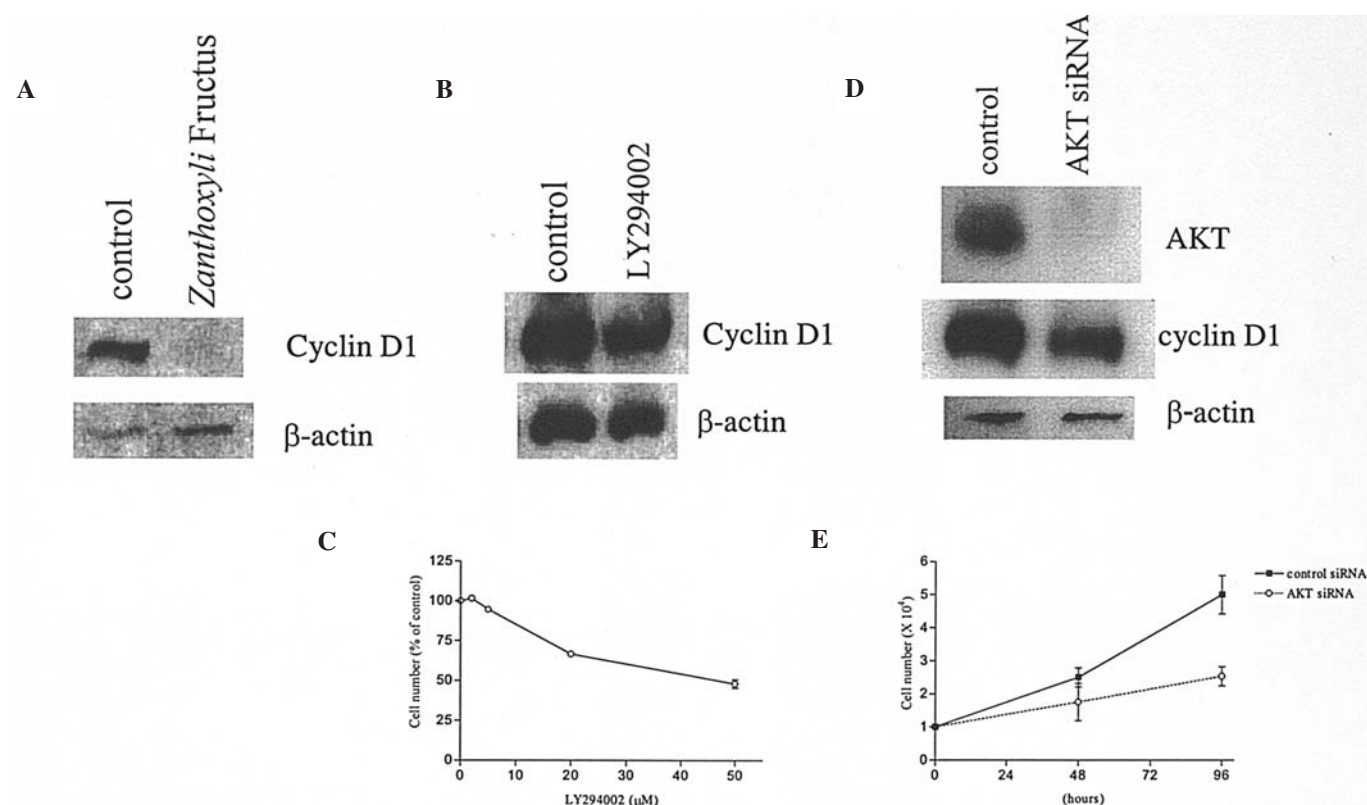 A
control
Zanthoxyli Fructus
Cyclin D1
β-actin
B
control
LY294002
Cyclin D1
β-actin
D
control
AKT siRNA
AKT
cyclin D1
β-actin
C
Cell number (% of control)
125
100
75
50
25
0
0 10 20 30 40 50
LY294002 (μM)
E
Cell number (X 10⁴)
6
5
4
3
2
1
0
0 24 48 72 96
(hours)
control siRNA
AKT siRNA